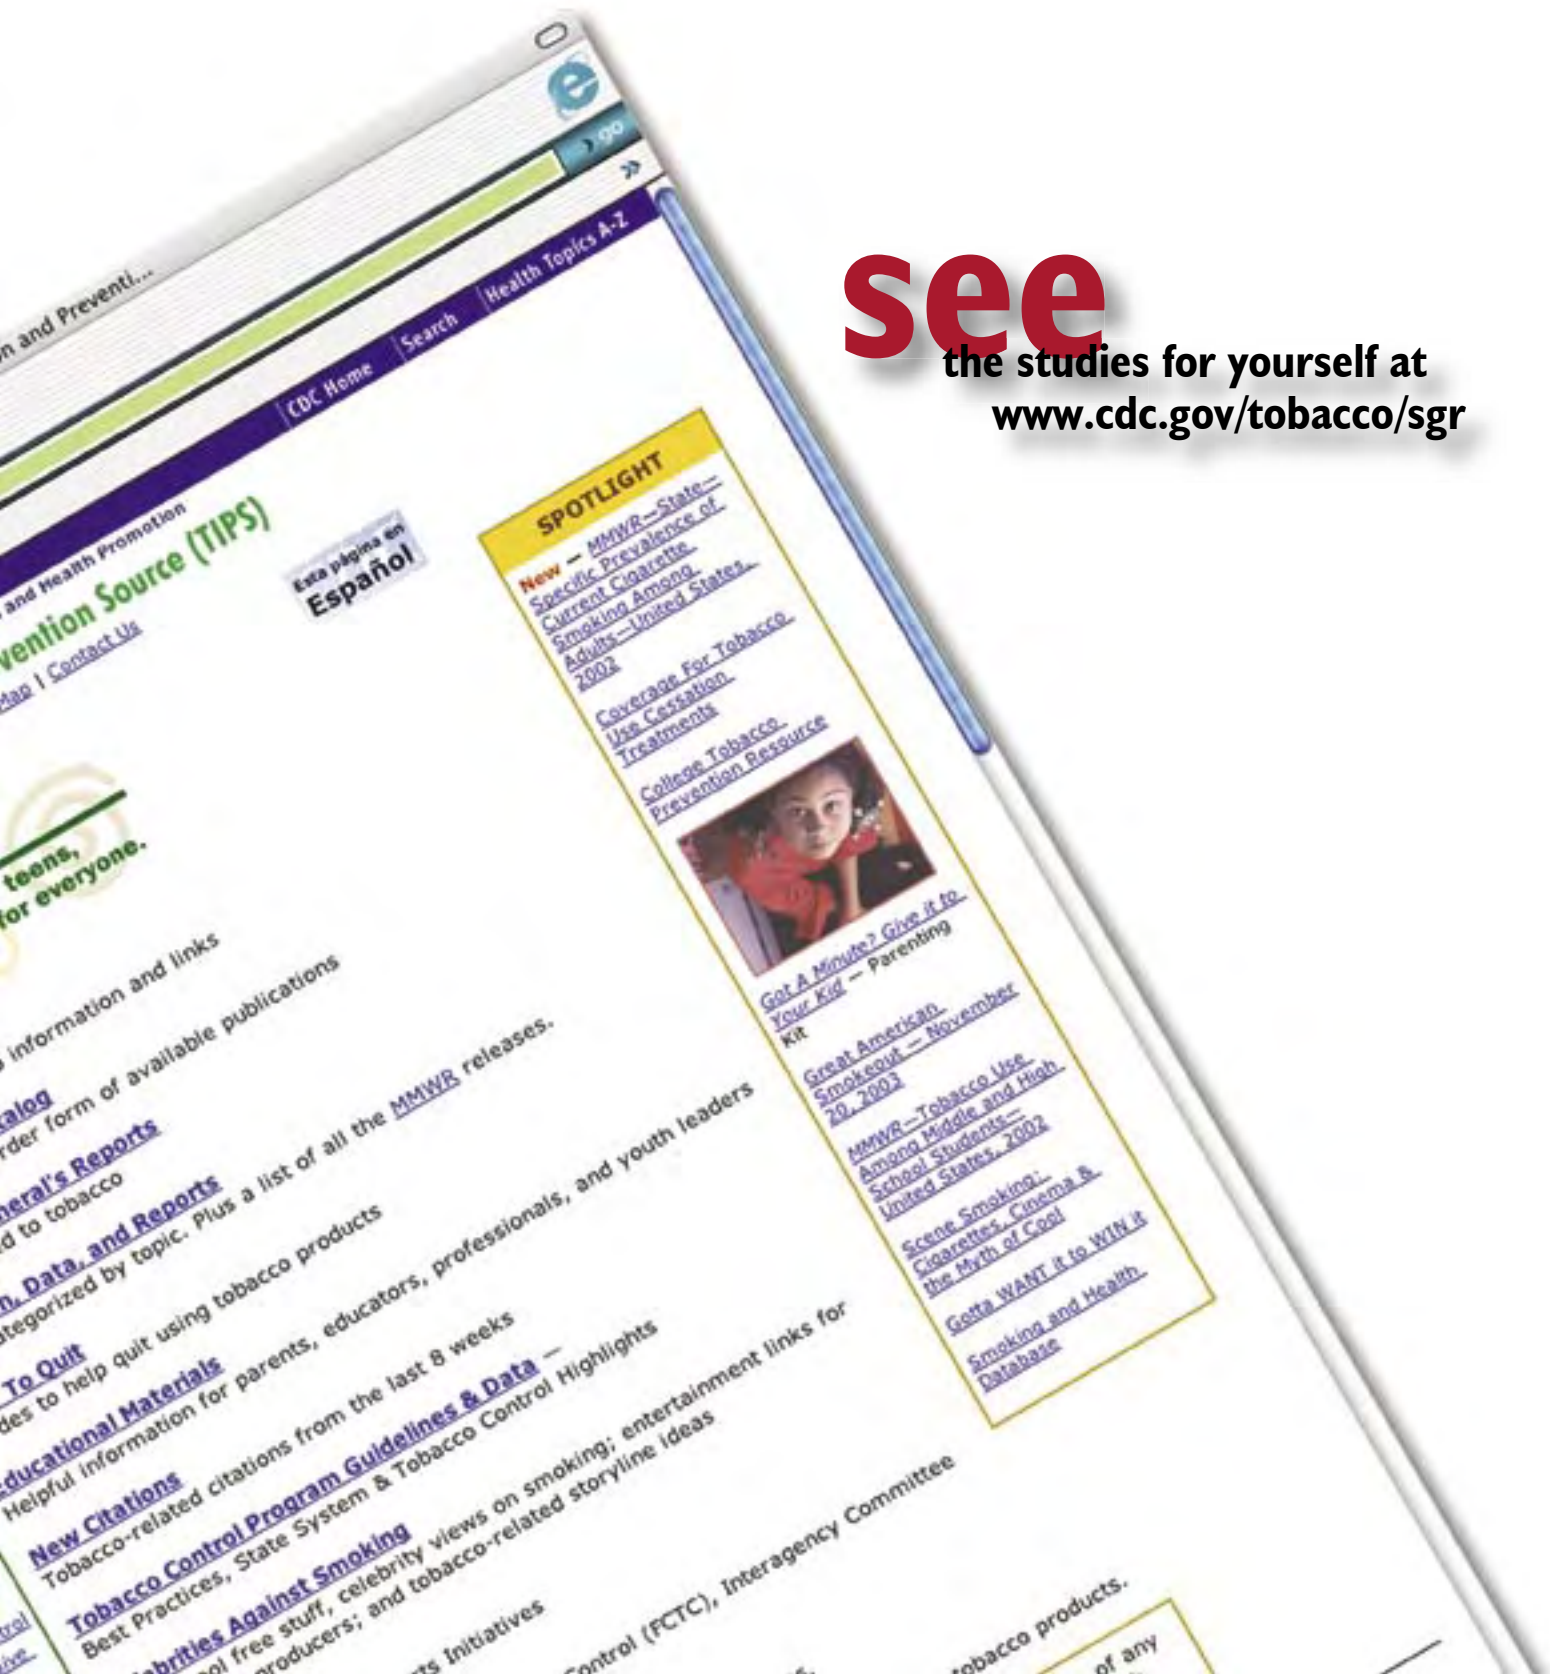 n and Preventi...
go
»
CDC Home
Search
Health Topics A-Z
see
the studies for yourself at
www.cdc.gov/tobacco/sgr
and Health Promotion
vention Source (TIPS)
Map | Contact Us
Esta página en
Español
SPOTLIGHT
New — MMWR—State-
Specific Prevalence of
Current Cigarette
Smoking Among
Adults—United States,
2002
Coverage For Tobacco
Use Cessation
Treatments
College Tobacco
Prevention Resource
Got A Minute? Give it to
Your Kid — Parenting
Kit
Great American
Smokeout — November
20, 2003
MMWR—Tobacco Use
Among Middle and High
School Students—
United States, 2002
Scene Smoking:
Cigarettes, Cinema &
the Myth of Cool
Gotta WANT it to WIN it
Smoking and Health
Database
teens,
for everyone.
information and links
talog
rder form of available publications
neral's Reports
d to tobacco
n, Data, and Reports
ategorized by topic. Plus a list of all the MMWR releases.
To Quit
des to help quit using tobacco products
Educational Materials
Helpful information for parents, educators, professionals, and youth leaders
New Citations
Tobacco-related citations from the last 8 weeks
Tobacco Control Program Guidelines & Data —
Best Practices, State System & Tobacco Control Highlights
brities Against Smoking
ol free stuff, celebrity views on smoking; entertainment links for
producers; and tobacco-related storyline ideas
rts Initiatives
ontrol (FCTC), Interagency Committee
obacco products.
of any